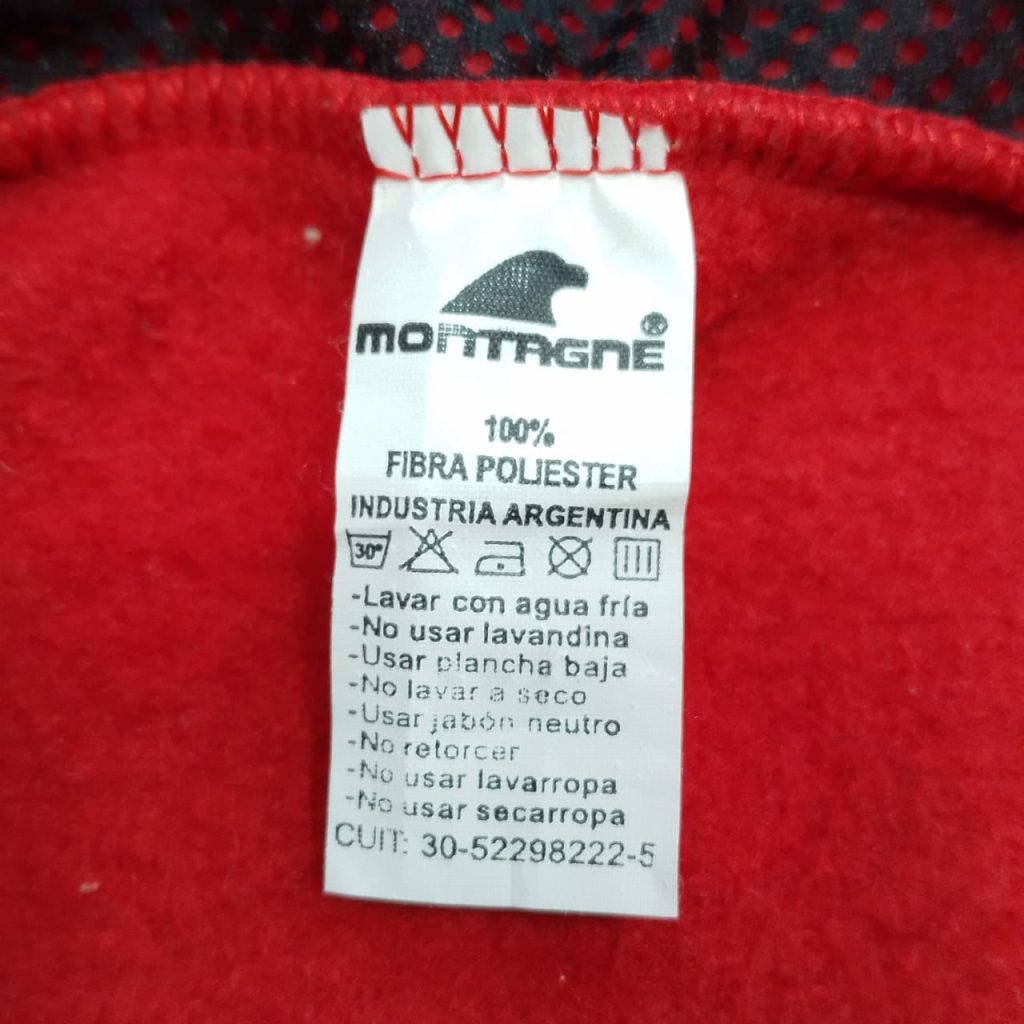 MONTAGNE®
100%
FIBRA POLIESTER
INDUSTRIA ARGENTINA
30°
-Lavar con agua fría
-No usar lavandina
-Usar plancha baja
-No lavar a seco
-Usar jabón neutro
-No retorcer
-No usar lavarropa
-No usar secarropa
CUIT: 30-52298222-5